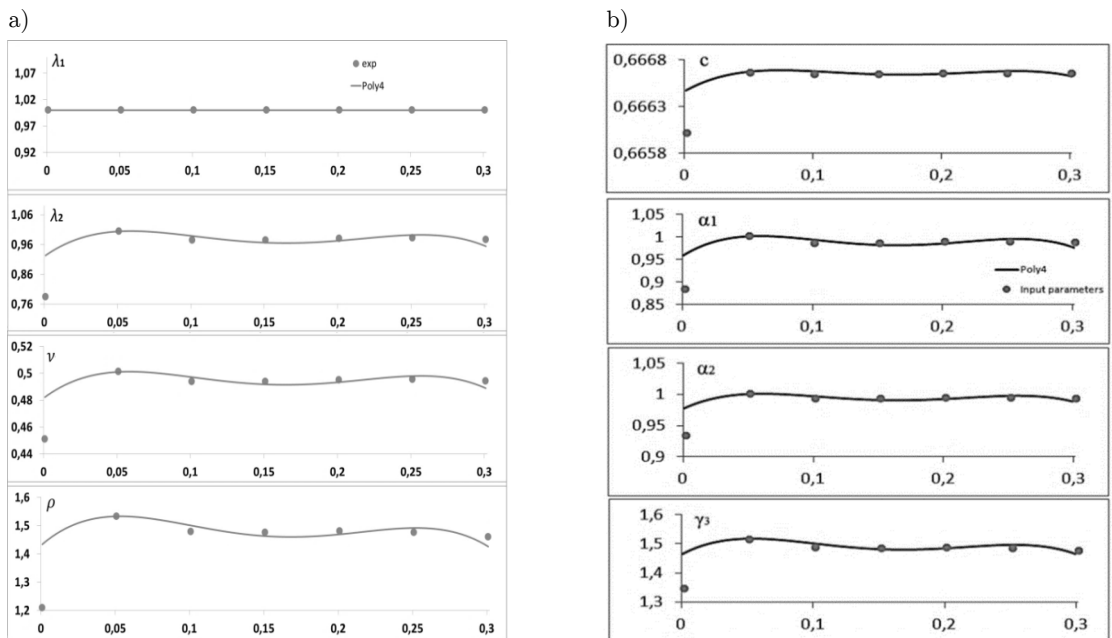 a)
λ1
1,07
1,02
0,97
0,92
exp
Poly4
0 0,05 0,1 0,15 0,2 0,25 0,3
λ2
1,06
0,96
0,86
0,76
0 0,05 0,1 0,15 0,2 0,25 0,3
ν
0,52
0,5
0,48
0,46
0,44
0 0,05 0,1 0,15 0,2 0,25 0,3
ρ
1,6
1,5
1,4
1,3
1,2
0 0,05 0,1 0,15 0,2 0,25 0,3
b)
c
0,6668
0,6663
0,6658
0 0,1 0,2 0,3
α1
1,05
1
0,95
0,9
0,85
Poly4
Input parameters
0 0,1 0,2 0,3
α2
1,05
1
0,95
0,9
0 0,1 0,2 0,3
γ3
1,6
1,5
1,4
1,3
0 0,1 0,2 0,3